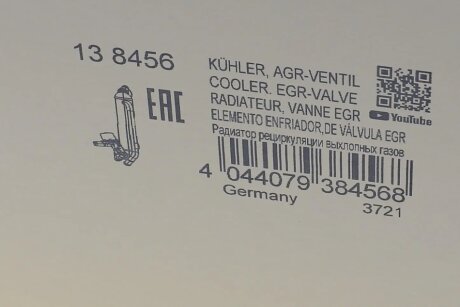 13 8456
EAC
KÜHLER, AGR-VENTIL
COOLER. EGR-VALVE
RADIATEUR, VANNE EGR
ELEMENTO ENFRIADOR,DE VÁLVULA EGR
Радиатор рециркуляции выхлопных газов
YouTube
4 044079 384568
Germany
3721